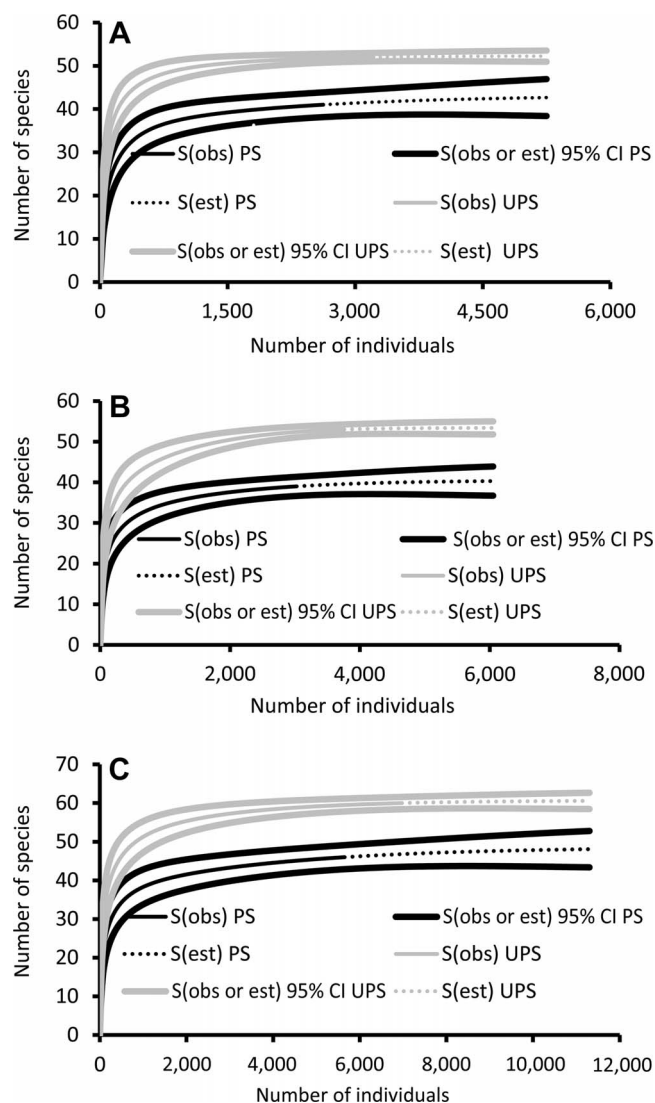 A
60
50
40
30
20
10
0
Number of species
S(obs) PS
S(obs or est) 95% CI PS
S(est) PS
S(obs) UPS
S(obs or est) 95% CI UPS
S(est) UPS
0 1,500 3,000 4,500 6,000
Number of individuals
B
60
50
40
30
20
10
0
Number of species
S(obs) PS
S(obs or est) 95% CI PS
S(est) PS
S(obs) UPS
S(obs or est) 95% CI UPS
S(est) UPS
0 2,000 4,000 6,000 8,000
Number of individuals
C
70
60
50
40
30
20
10
0
Number of species
S(obs) PS
S(obs or est) 95% CI PS
S(est) PS
S(obs) UPS
S(obs or est) 95% CI UPS
S(est) UPS
0 2,000 4,000 6,000 8,000 10,000 12,000
Number of individuals